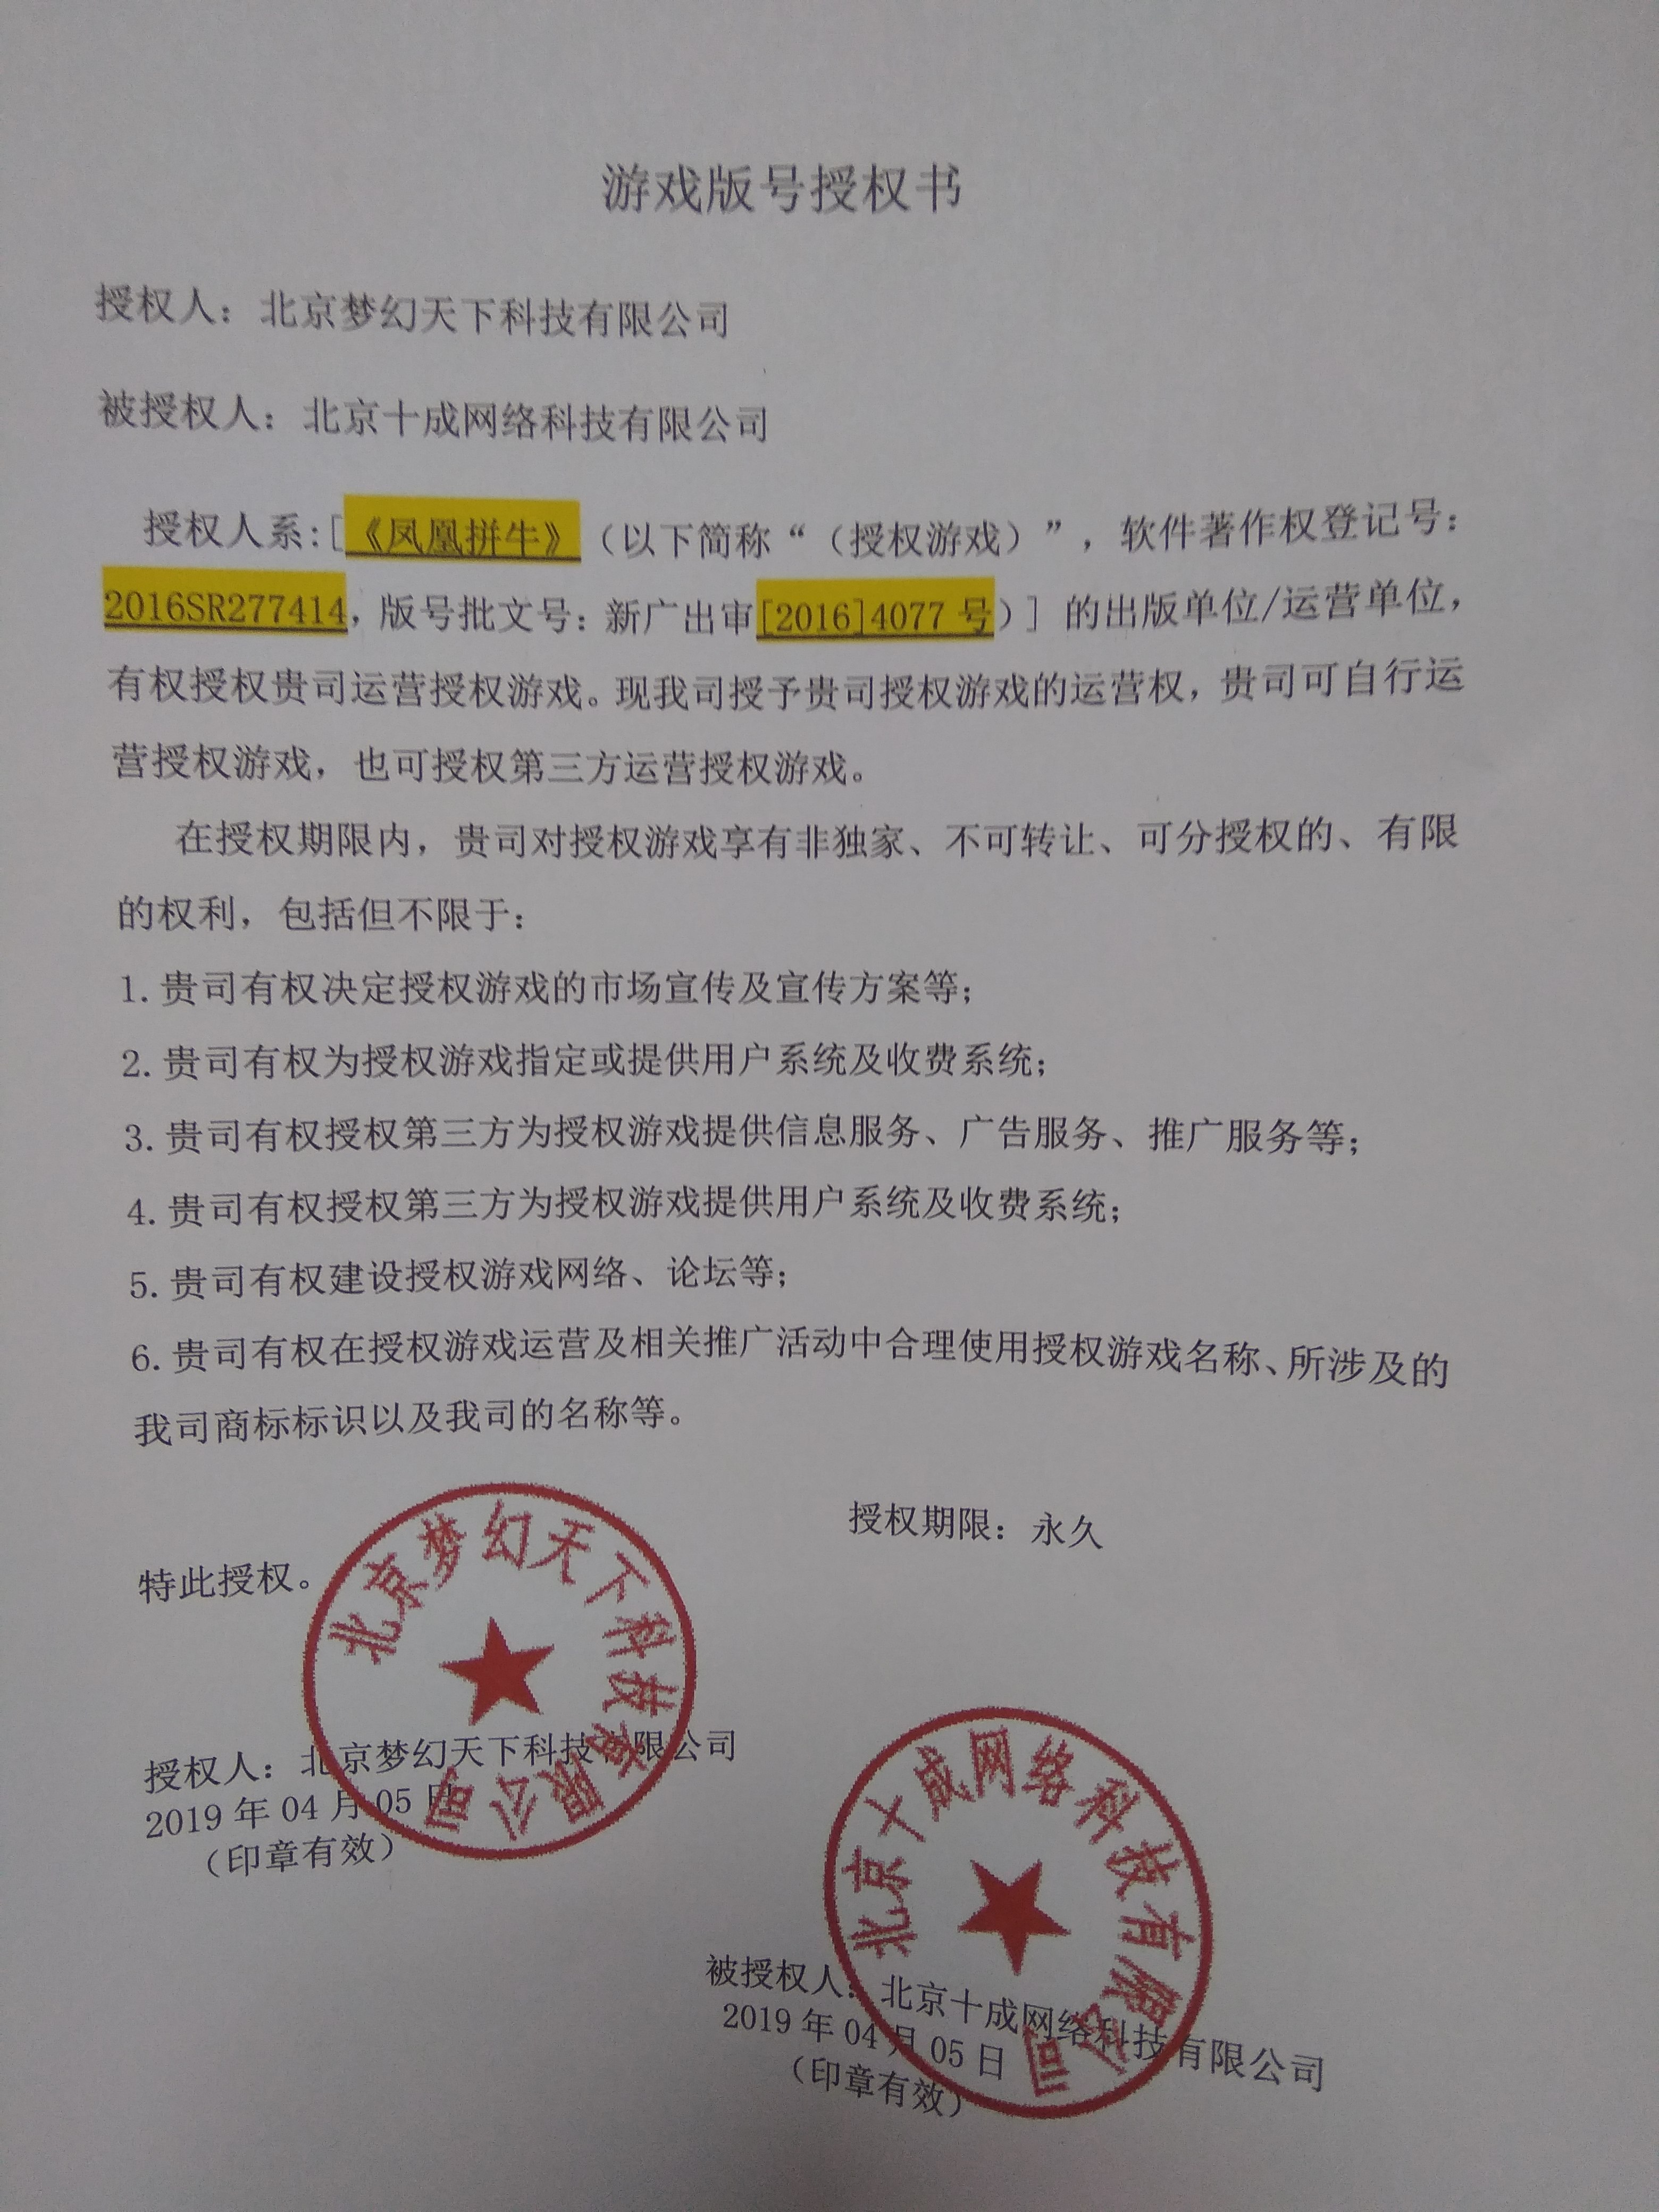 游戏版号授权书
授权人：北京梦幻天下科技有限公司
被授权人：北京十成网络科技有限公司
授权人系:[《凤凰拼牛》（以下简称“（授权游戏）”，软件著作权登记号：
2016SR277414，版号批文号：新广出审[2016]4077 号）] 的出版单位/运营单位，
有权授权贵司运营授权游戏。现我司授予贵司授权游戏的运营权，贵司可自行运
营授权游戏，也可授权第三方运营授权游戏。
在授权期限内，贵司对授权游戏享有非独家、不可转让、可分授权的、有限
的权利，包括但不限于：
1. 贵司有权决定授权游戏的市场宣传及宣传方案等；
2. 贵司有权为授权游戏指定或提供用户系统及收费系统；
3. 贵司有权授权第三方为授权游戏提供信息服务、广告服务、推广服务等；
4. 贵司有权授权第三方为授权游戏提供用户系统及收费系统；
5. 贵司有权建设授权游戏网络、论坛等；
6. 贵司有权在授权游戏运营及相关推广活动中合理使用授权游戏名称、所涉及的
我司商标标识以及我司的名称等。
授权期限：永久
特此授权。
北京梦幻天下科技有限公司
授权人：北京梦幻天下科技有限公司
2019 年 04 月 05 日
（印章有效）
北京十成网络科技有限公司
被授权人：北京十成网络科技有限公司
2019 年 04 月 05 日
（印章有效）